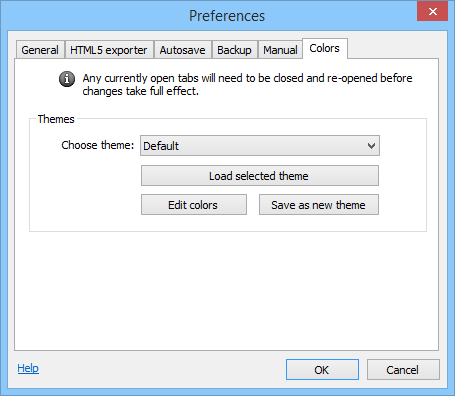 Preferences
General HTML5 exporter Autosave Backup Manual Colors
Any currently open tabs will need to be closed and re-opened before
changes take full effect.
Themes
Choose theme: Default
Load selected theme
Edit colors Save as new theme
Help OK Cancel